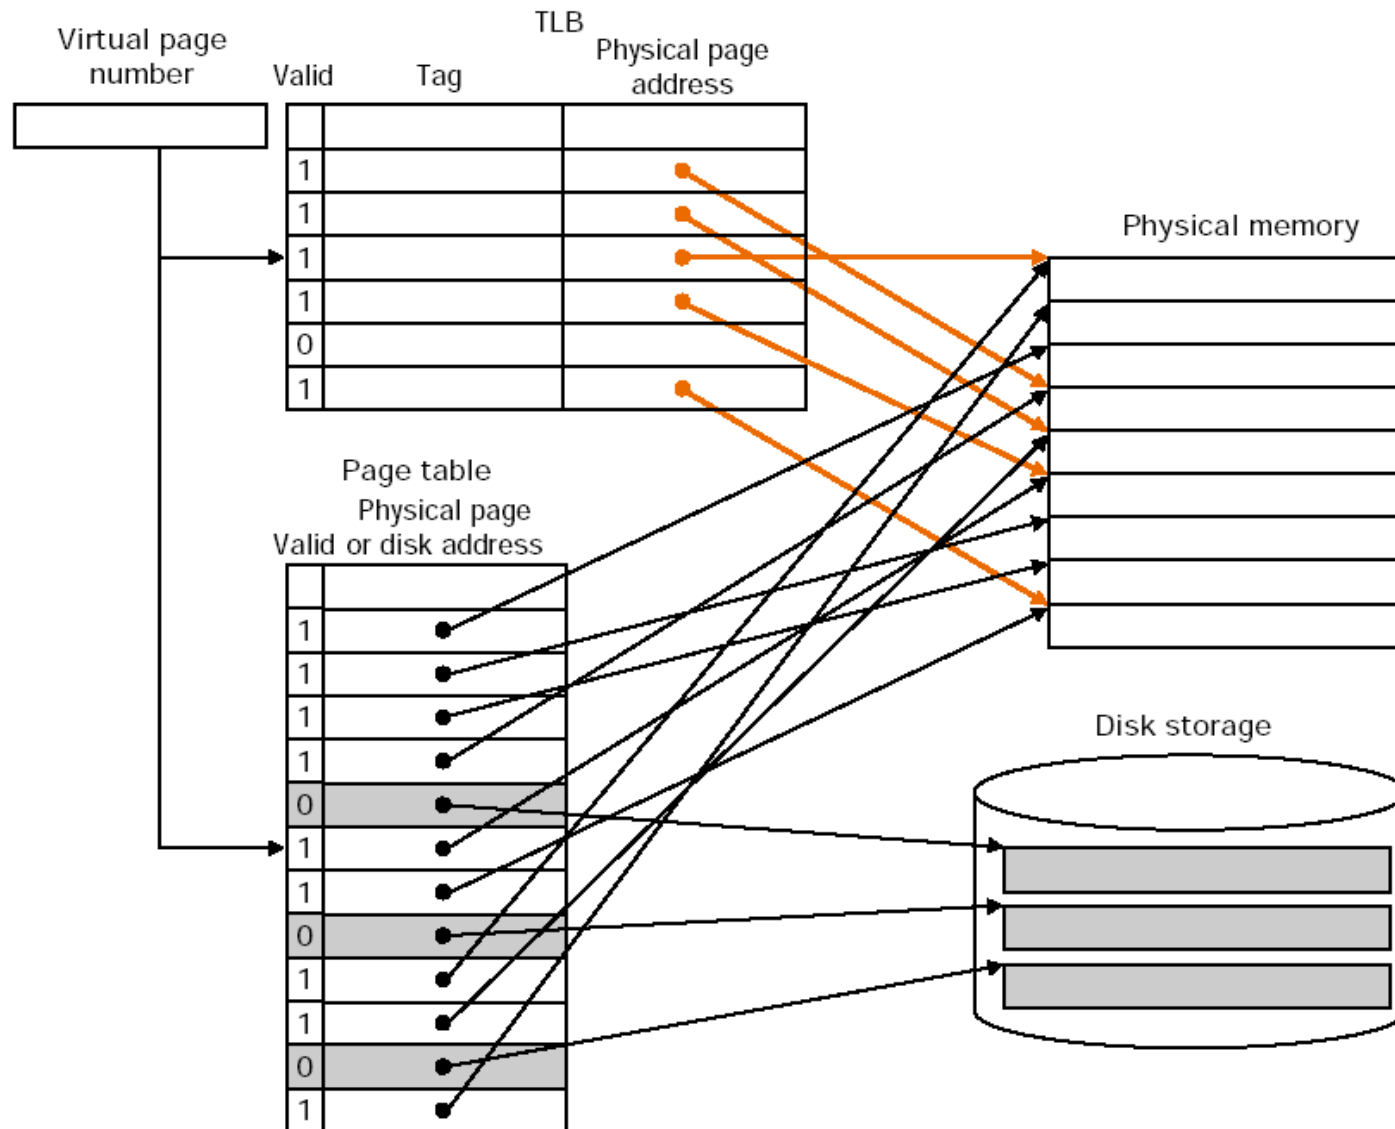 TLB
Virtual page
number
Valid
Tag
Physical page
address
1
1
1
1
0
1
Physical memory
Page table
Physical page
Valid or disk address
1
1
1
1
0
1
1
0
1
1
0
1
Disk storage